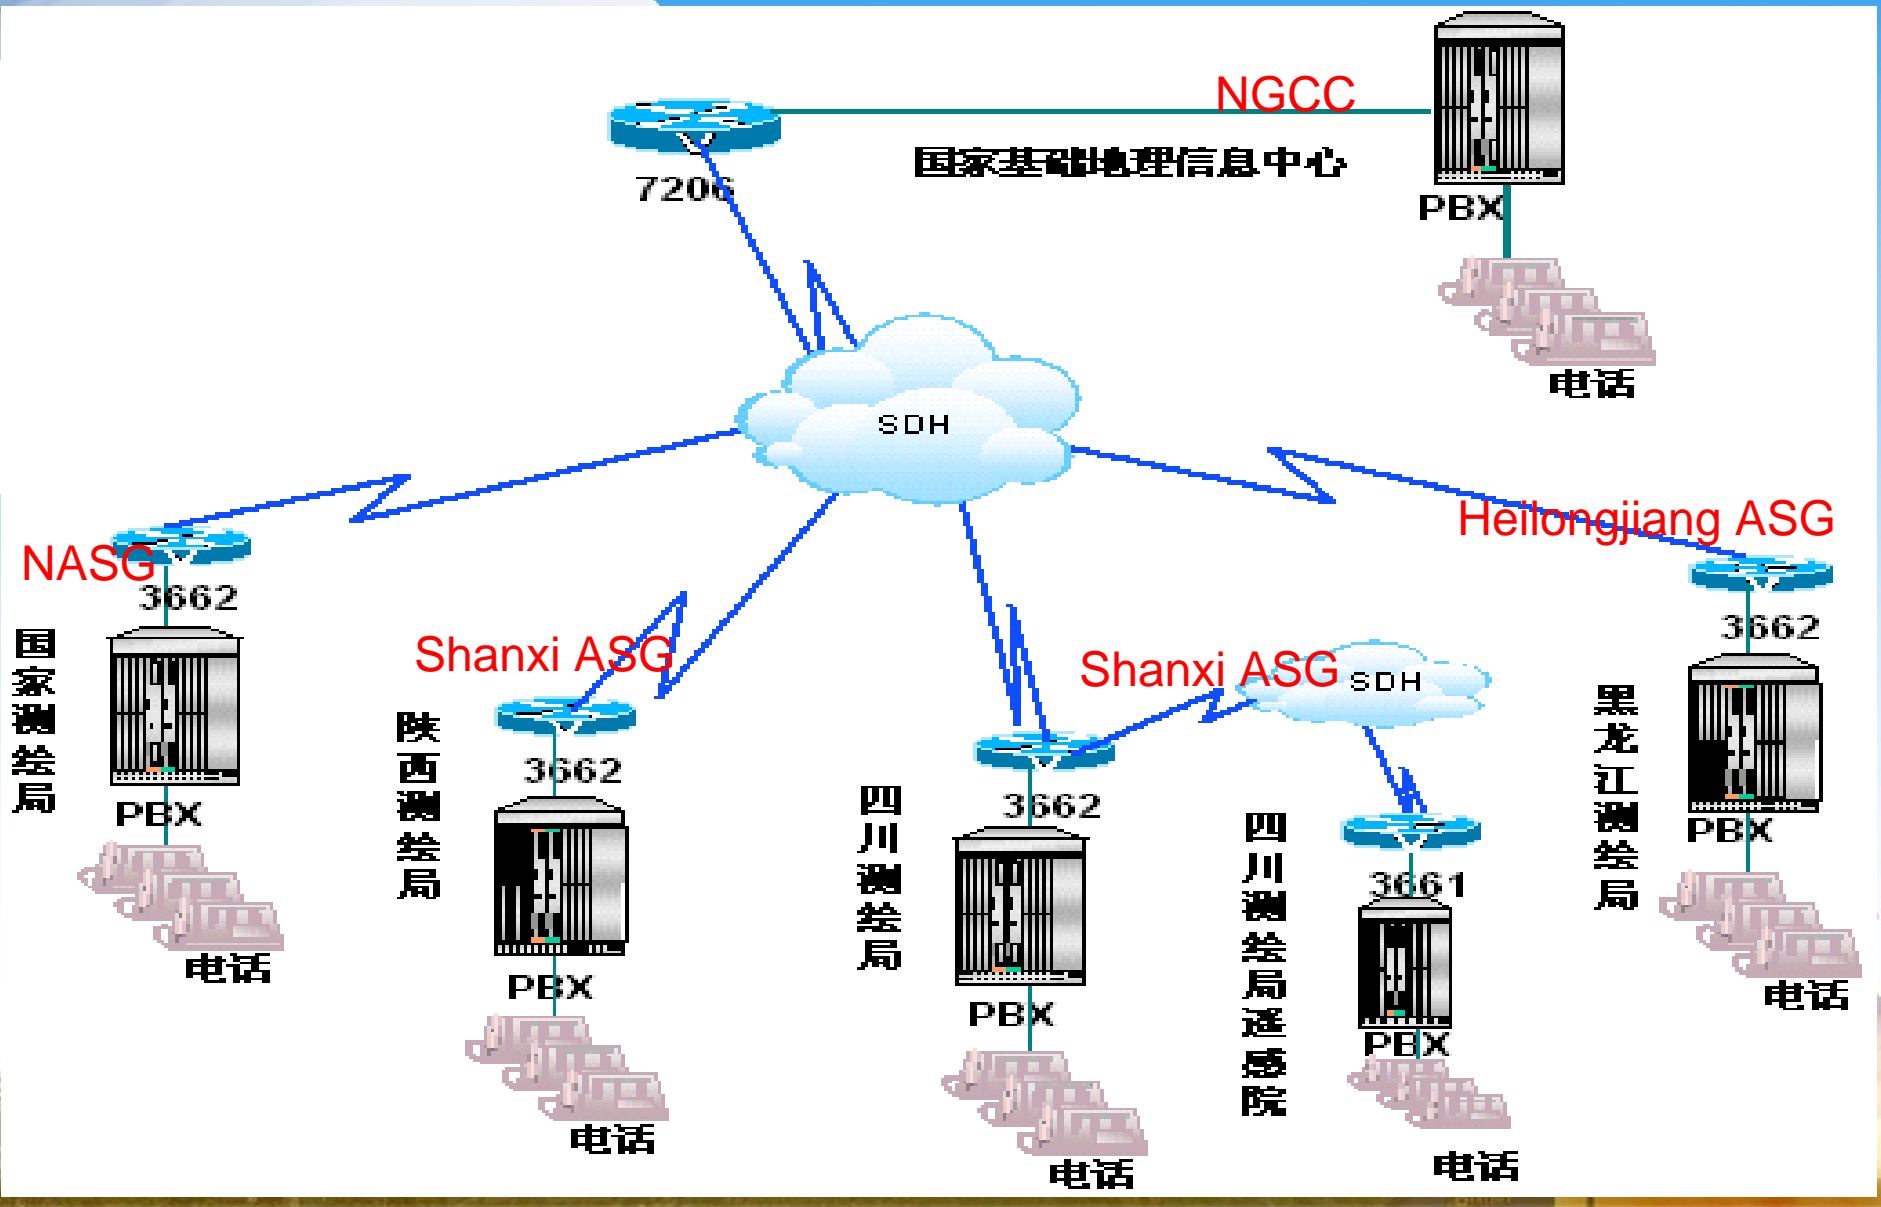 NGCC
国家基础地理信息中心
7206
PBX
电话
SDH
NASG
3662
国家测绘局
PBX
电话
Shanxi ASG
3662
陕西测绘局
PBX
电话
Shanxi ASG
SDH
3662
四川测绘局
PBX
电话
3661
四川测绘局遥感院
PBX
电话
Heilongjiang ASG
3662
黑龙江测绘局
PBX
电话